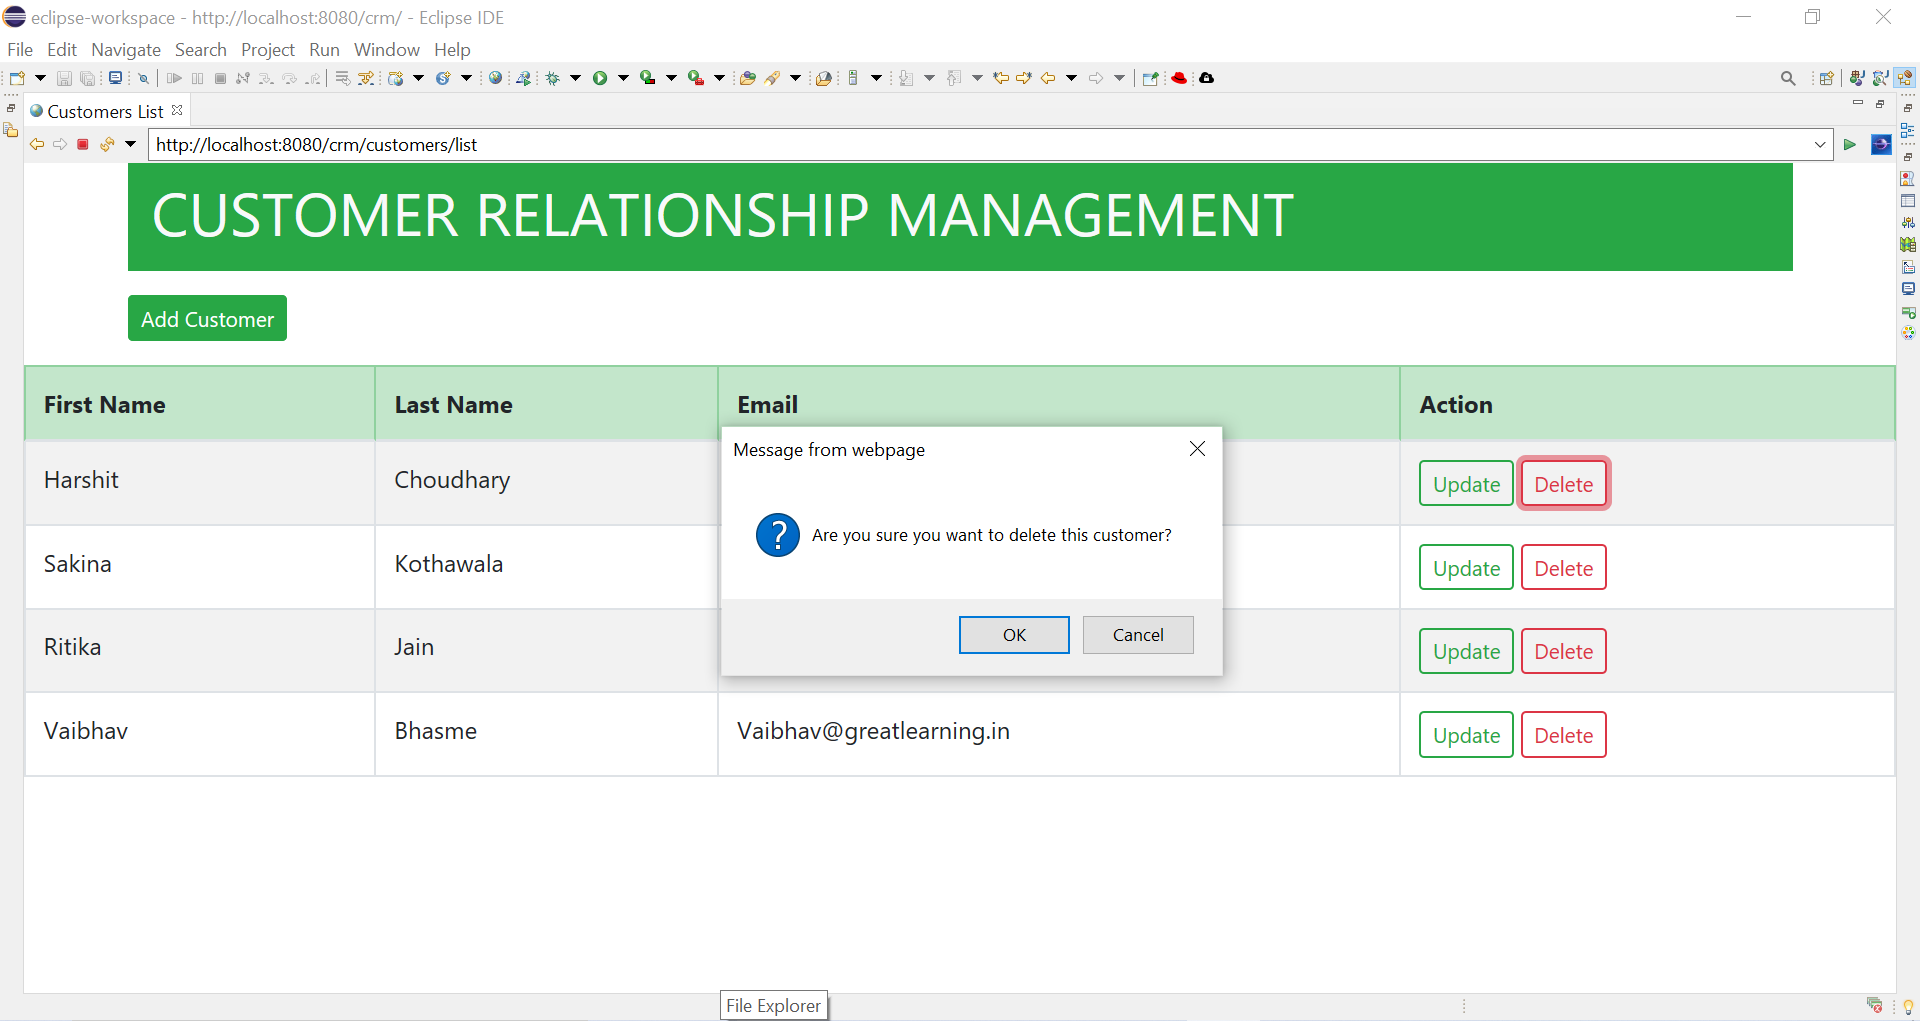 eclipse-workspace - http://localhost:8080/crm/ - Eclipse IDE
File Edit Navigate Search Project Run Window Help
Customers List
http://localhost:8080/crm/customers/list
CUSTOMER RELATIONSHIP MANAGEMENT
Add Customer
First Name Last Name Email Action
Harshit Choudhary Update Delete
Sakina Kothawala Update Delete
Ritika Jain Update Delete
Vaibhav Bhasme Vaibhav@greatlearning.in Update Delete
Message from webpage
? Are you sure you want to delete this customer?
OK Cancel
File Explorer